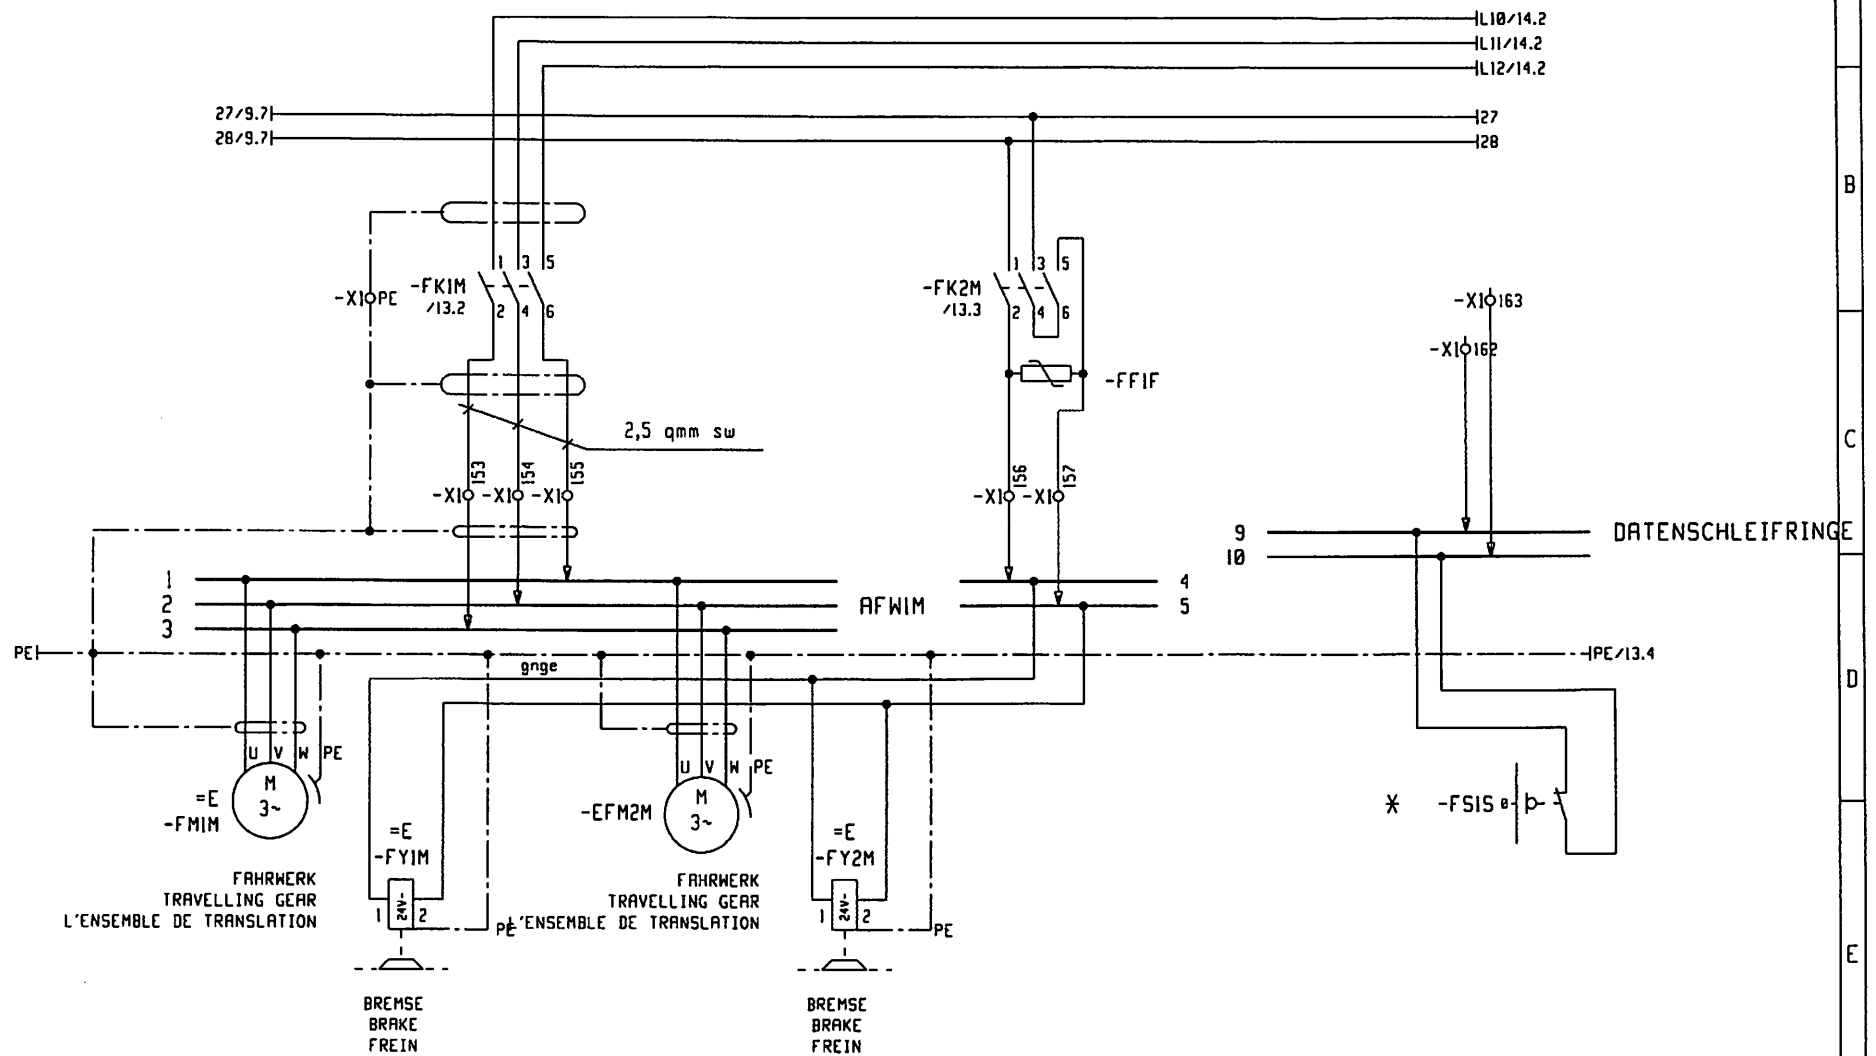 L10/14.2
L11/14.2
L12/14.2
27/9.7
27
28/9.7
28
B
-FK1M
/13.2
1
3
5
2
4
6
-X1
PE
-FK2M
/13.3
1
3
5
2
4
6
-X1
163
-X1
162
-FF1F
2,5 qmm sw
C
153
154
155
-X1
-X1
-X1
156
157
-X1
-X1
9
DATENSCHLEIFRINGE
10
1
2
3
AFW1M
4
5
PE
gnge
PE/13.4
D
U
V
W
PE
M
3~
=E
-FM1M
U
V
W
PE
M
3~
-EFM2M
*
-FS1S
=E
-FY1M
24V-
1
2
PE
=E
-FY2M
24V-
1
2
PE
FAHRWERK
TRAVELLING GEAR
L'ENSEMBLE DE TRANSLATION
FAHRWERK
TRAVELLING GEAR
L'ENSEMBLE DE TRANSLATION
E
BREMSE
BRAKE
FREIN
BREMSE
BRAKE
FREIN